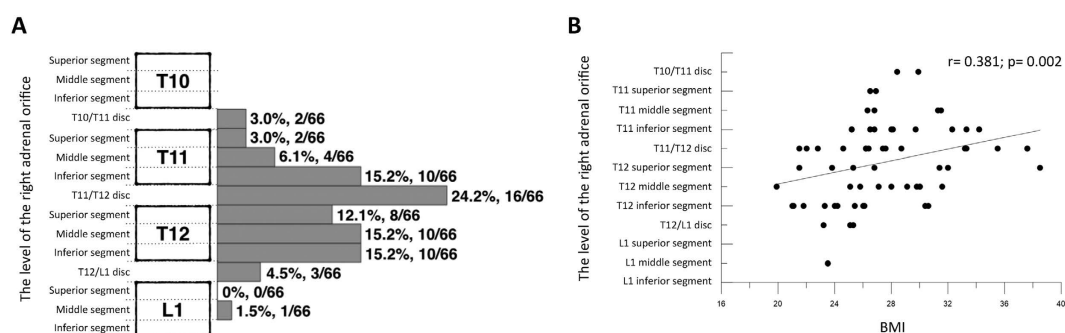 A
The level of the right adrenal orifice
Superior segment
Middle segment
Inferior segment
T10
T10/T11 disc
3.0%, 2/66
Superior segment
3.0%, 2/66
Middle segment
T11
6.1%, 4/66
Inferior segment
15.2%, 10/66
T11/T12 disc
24.2%, 16/66
Superior segment
12.1%, 8/66
Middle segment
T12
15.2%, 10/66
Inferior segment
15.2%, 10/66
T12/L1 disc
4.5%, 3/66
Superior segment
0%, 0/66
Middle segment
L1
1.5%, 1/66
Inferior segment
B
The level of the right adrenal orifice
r= 0.381; p= 0.002
T10/T11 disc
T11 superior segment
T11 middle segment
T11 inferior segment
T11/T12 disc
T12 superior segment
T12 middle segment
T12 inferior segment
T12/L1 disc
L1 superior segment
L1 middle segment
L1 inferior segment
16 20 24 28 32 36 40
BMI